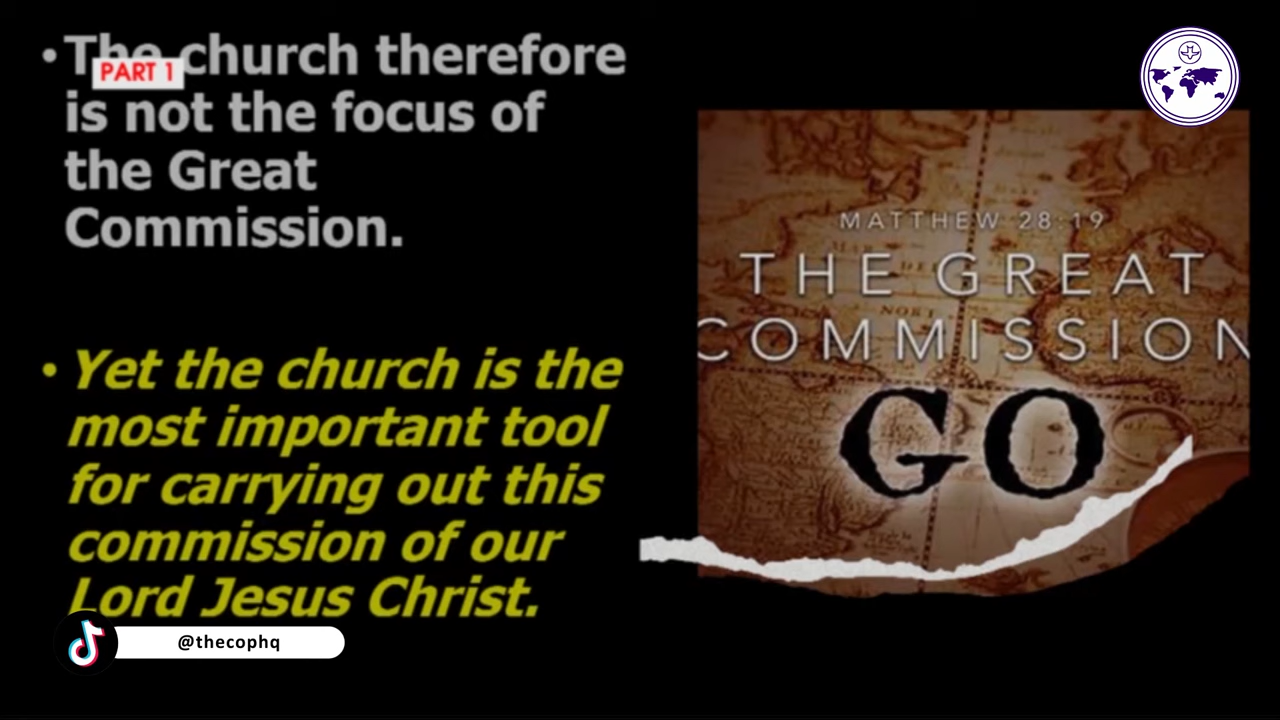 •The church therefore
PART 1
is not the focus of
the Great
Commission.
•Yet the church is the
most important tool
for carrying out this
commission of our
Lord Jesus Christ.
MATTHEW 28:19
THE GREAT
COMMISSION
GO
@thecophq